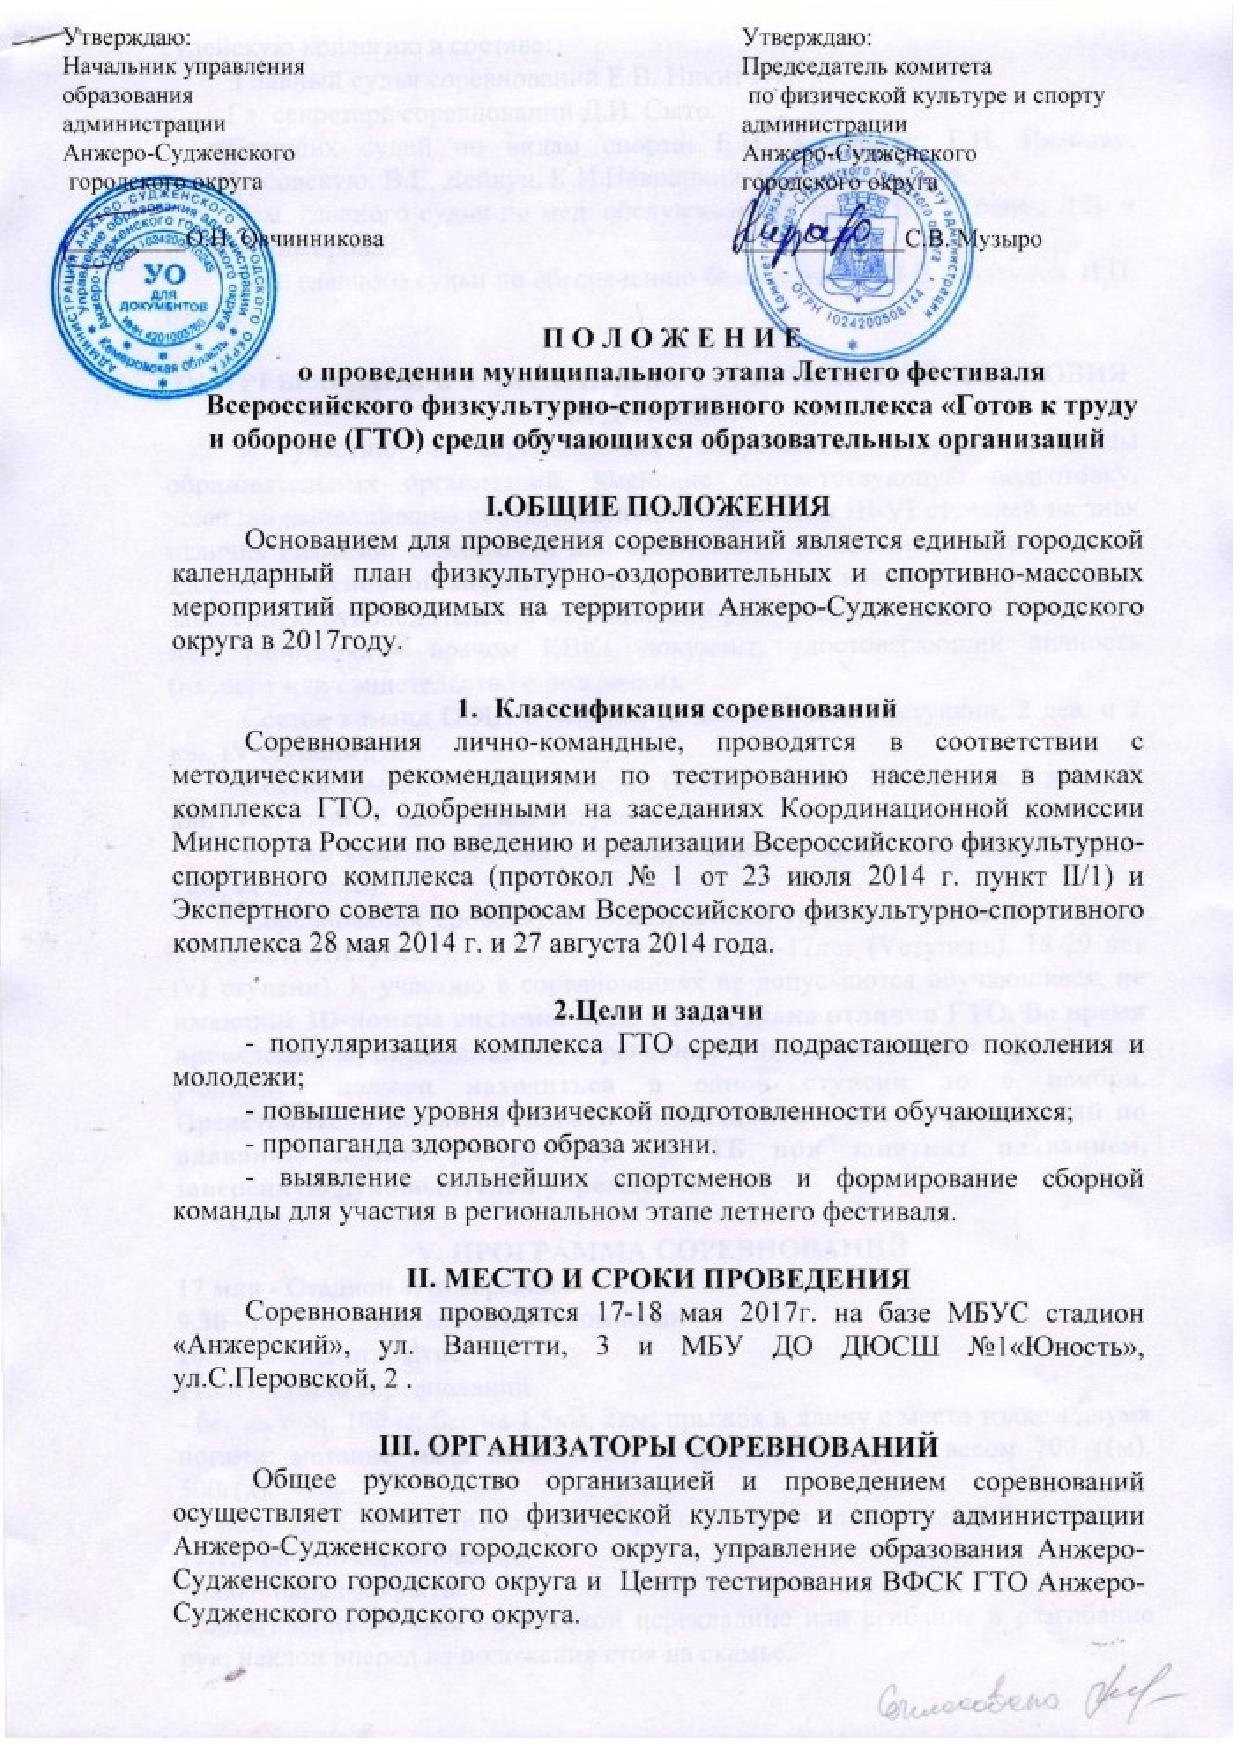 Утверждаю:
Начальник управления
образования
администрации
Анжеро-Судженского
городского округа
О.Н. Овчинникова
Утверждаю:
Председатель комитета
по физической культуре и спорту
администрации
Анжеро-Судженского
городского округа
С.В. Музыро
УО
ДЛЯ
ДОКУМЕНТОВ
П О Л О Ж Е Н И Е
о проведении муниципального этапа Летнего фестиваля
Всероссийского физкультурно-спортивного комплекса «Готов к труду
и обороне (ГТО) среди обучающихся образовательных организаций
I.ОБЩИЕ ПОЛОЖЕНИЯ
Основанием для проведения соревнований является единый городской
календарный план физкультурно-оздоровительных и спортивно-массовых
мероприятий проводимых на территории Анжеро-Судженского городского
округа в 2017году.
1. Классификация соревнований
Соревнования лично-командные, проводятся в соответствии с
методическими рекомендациями по тестированию населения в рамках
комплекса ГТО, одобренными на заседаниях Координационной комиссии
Минспорта России по введению и реализации Всероссийского физкультурно-
спортивного комплекса (протокол № 1 от 23 июля 2014 г. пункт II/1) и
Экспертного совета по вопросам Всероссийского физкультурно-спортивного
комплекса 28 мая 2014 г. и 27 августа 2014 года.
2.Цели и задачи
- популяризация комплекса ГТО среди подрастающего поколения и
молодежи;
- повышение уровня физической подготовленности обучающихся;
- пропаганда здорового образа жизни;
- выявление сильнейших спортсменов и формирование сборной
команды для участия в региональном этапе летнего фестиваля.
II. МЕСТО И СРОКИ ПРОВЕДЕНИЯ
Соревнования проводятся 17-18 мая 2017г. на базе МБУС стадион
«Анжерский», ул. Ванцетти, 3 и МБУ ДО ДЮСШ №1«Юность»,
ул.С.Перовской, 2 .
III. ОРГАНИЗАТОРЫ СОРЕВНОВАНИЙ
Общее руководство организацией и проведением соревнований
осуществляет комитет по физической культуре и спорту администрации
Анжеро-Судженского городского округа, управление образования Анжеро-
Судженского городского округа и Центр тестирования ВФСК ГТО Анжеро-
Судженского городского округа.
Согласовано